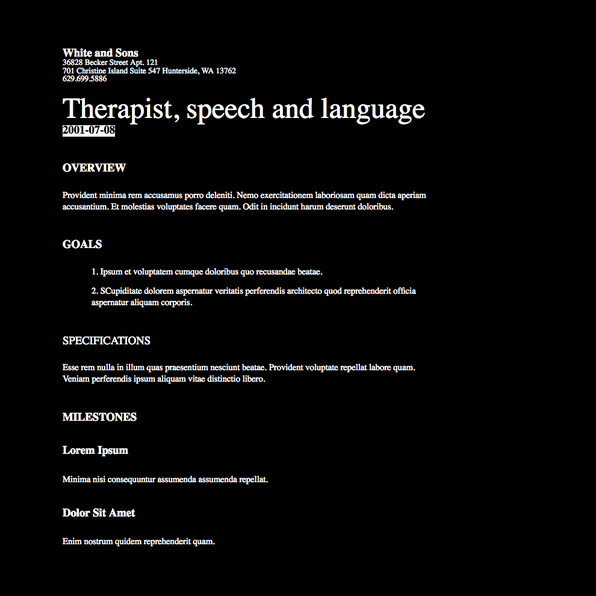 White and Sons
36828 Becker Street Apt. 121
701 Christine Island Suite 547 Hunterside, WA 13762
629.699.5886
Therapist, speech and language
2001-07-08
OVERVIEW
Provident minima rem accusamus porro deleniti. Nemo exercitationem laboriosam quam dicta aperiam
accusantium. Et molestias voluptates facere quam. Odit in incidunt harum deserunt doloribus.
GOALS
1. Ipsum et voluptatem cumque doloribus quo recusandae beatae.
2. SCupiditate dolorem aspernatur veritatis perferendis architecto quod reprehenderit officia
aspernatur aliquam corporis.
SPECIFICATIONS
Esse rem nulla in illum quas praesentium nesciunt beatae. Provident voluptate repellat labore quam.
Veniam perferendis ipsum aliquam vitae distinctio libero.
MILESTONES
Lorem Ipsum
Minima nisi consequuntur assumenda assumenda repellat.
Dolor Sit Amet
Enim nostrum quidem reprehenderit quam.